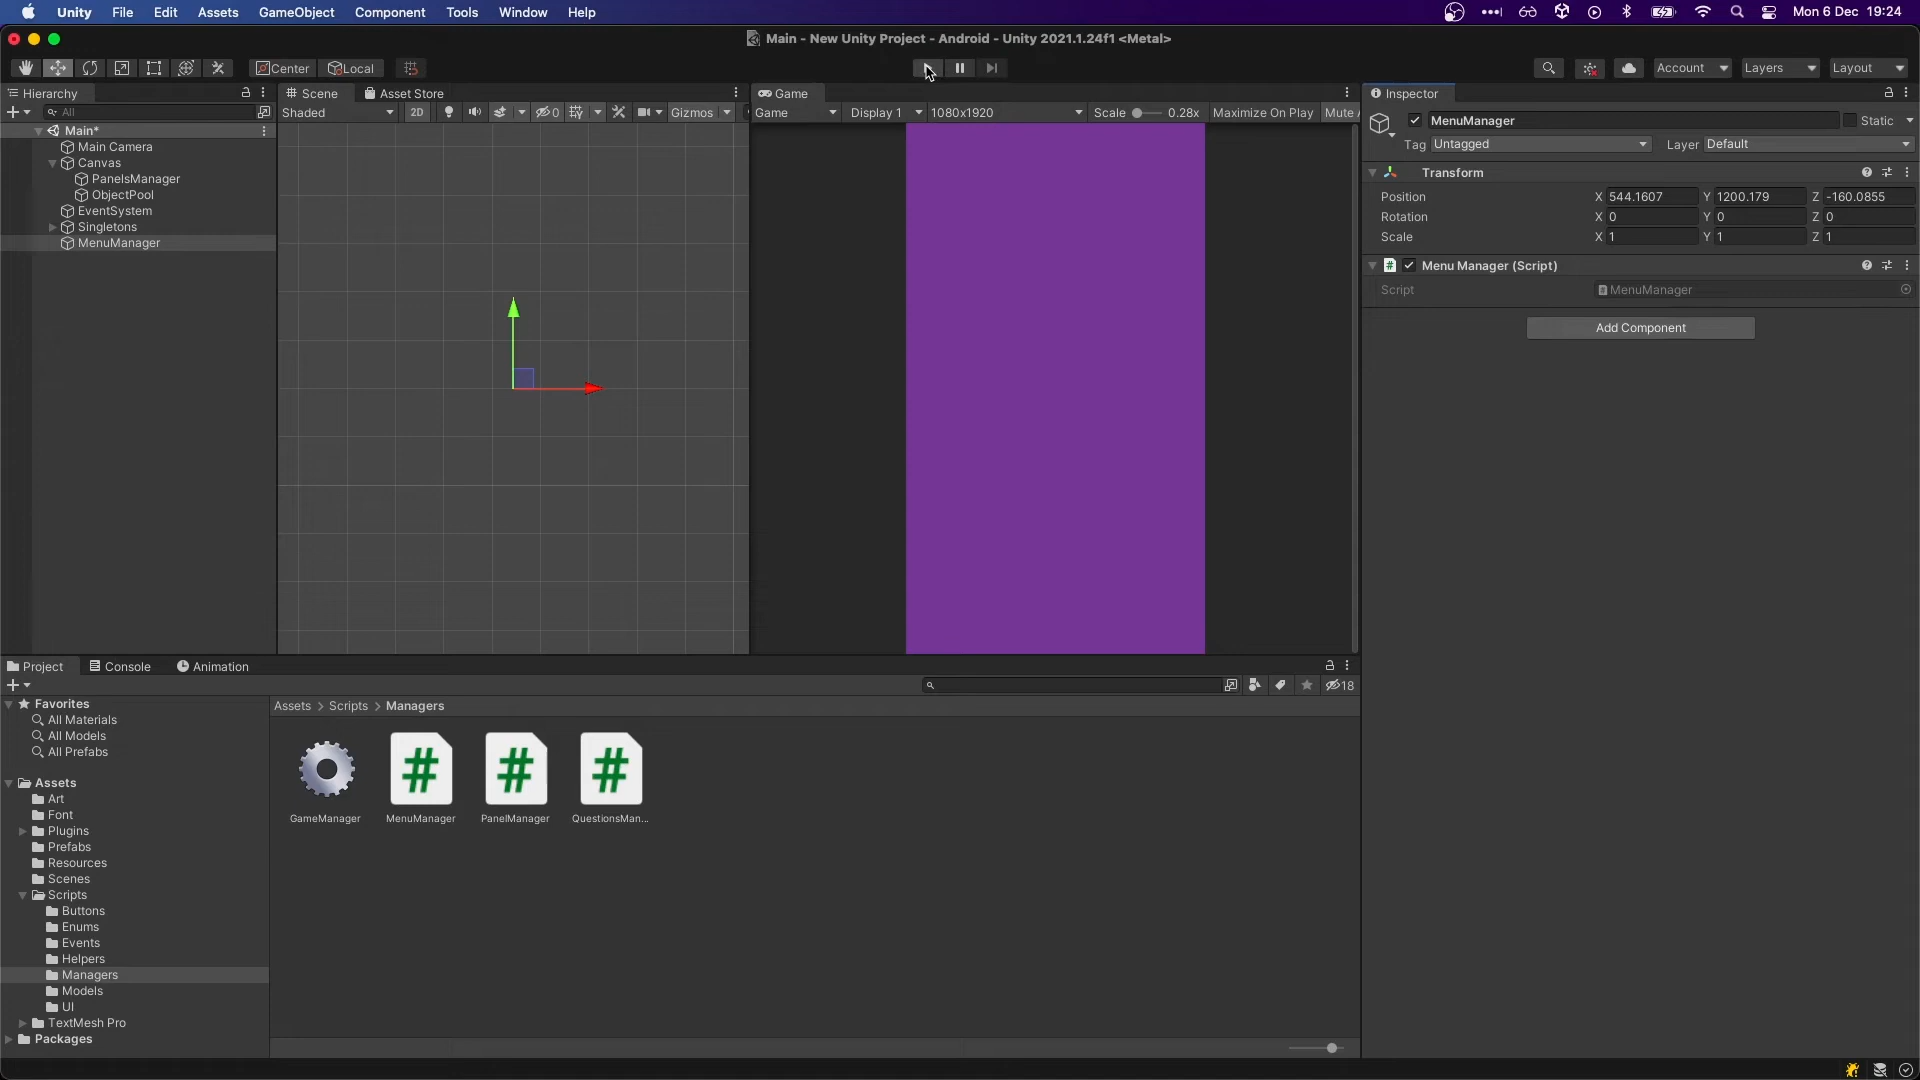 Unity File Edit Assets GameObject Component Tools Window Help Mon 6 Dec 19:24
Main - New Unity Project - Android - Unity 2021.1.24f1 <Metal>
Center Local Account Layers Layout
Hierarchy
All
Main*
Main Camera
Canvas
PanelsManager
ObjectPool
EventSystem
Singletons
MenuManager
Scene Asset Store
Shaded 2D 0 Gizmos
Game
Game Display 1 1080x1920 Scale 0.28x Maximize On Play Mute
Inspector
MenuManager Static
Tag Untagged Layer Default
Transform
Position X 544.1607 Y 1200.179 Z -160.0855
Rotation X 0 Y 0 Z 0
Scale X 1 Y 1 Z 1
# Menu Manager (Script)
Script MenuManager
Add Component
Project Console Animation
18
Favorites
All Materials
All Models
All Prefabs
Assets
Art
Font
Plugins
Prefabs
Resources
Scenes
Scripts
Buttons
Enums
Events
Helpers
Managers
Models
UI
TextMesh Pro
Packages
Assets > Scripts > Managers
# # #
GameManager MenuManager PanelManager QuestionsMan...